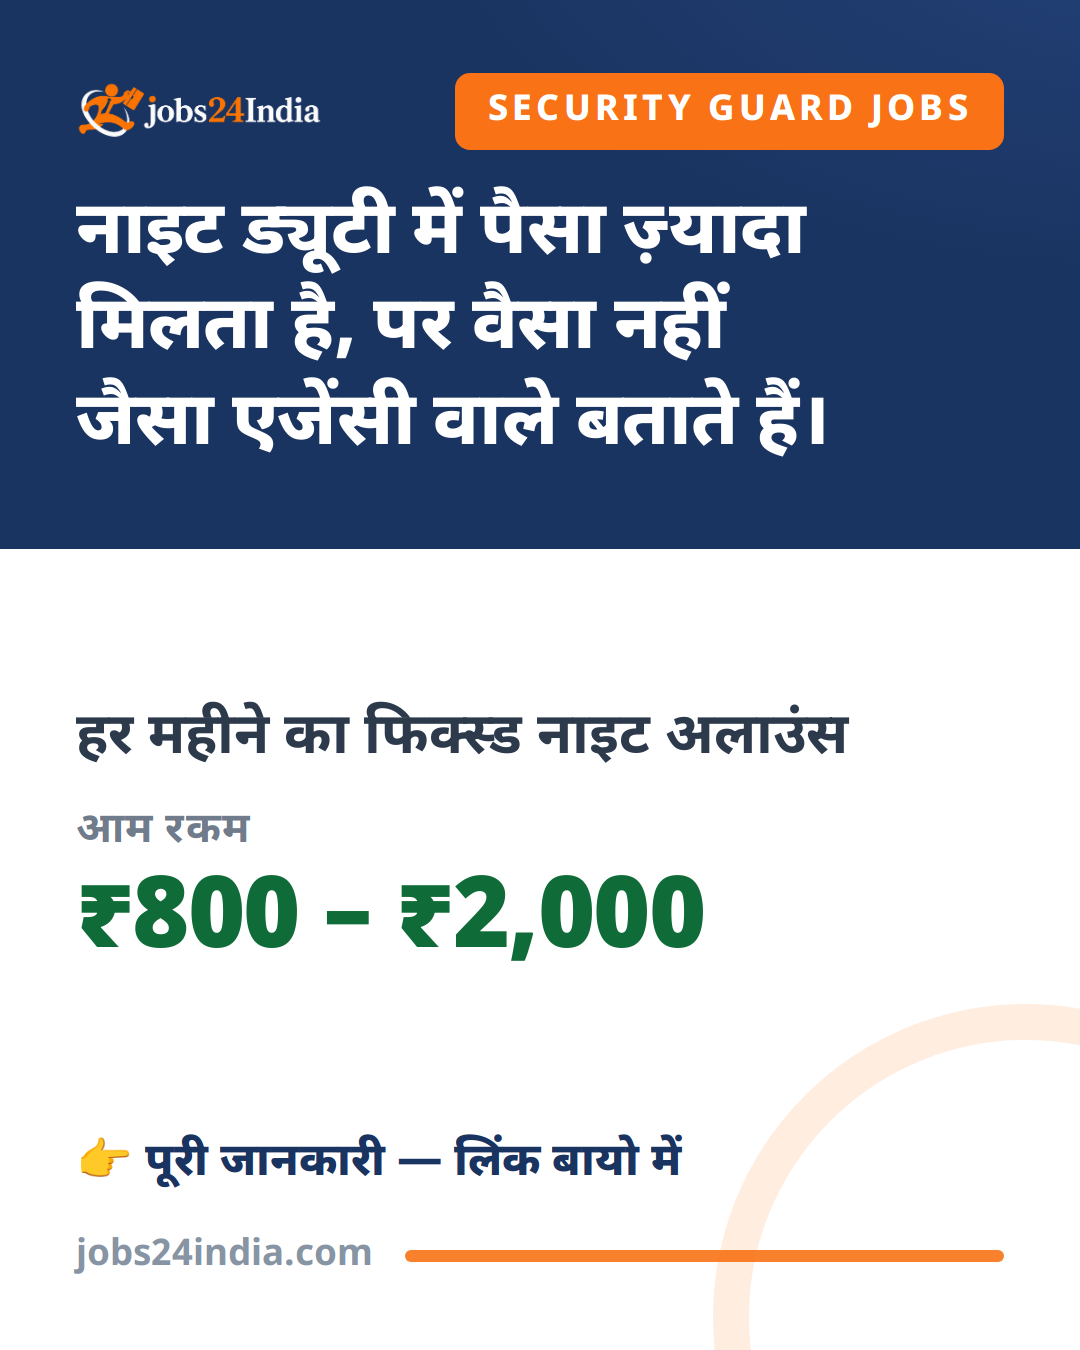 jobs24India
SECURITY GUARD JOBS
नाइट ड्यूटी में पैसा ज़्यादा
मिलता है, पर वैसा नहीं
जैसा एजेंसी वाले बताते हैं।
हर महीने का फिक्स्ड नाइट अलाउंस
आम रकम
₹800 – ₹2,000
👉 पूरी जानकारी — लिंक बायो में
jobs24india.com